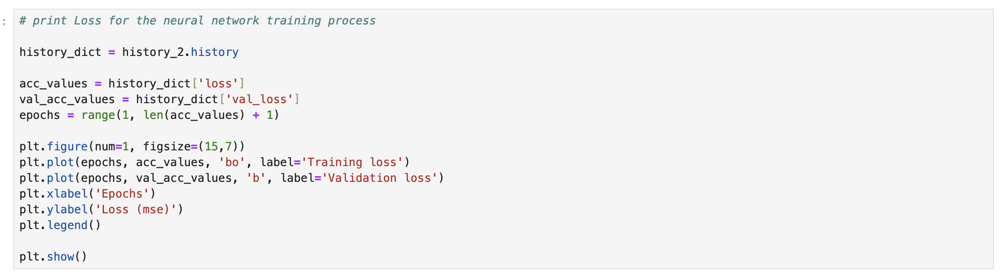 :
# print Loss for the neural network training process
history_dict = history_2.history
acc_values = history_dict['loss']
val_acc_values = history_dict['val_loss']
epochs = range(1, len(acc_values) + 1)
plt.figure(num=1, figsize=(15,7))
plt.plot(epochs, acc_values, 'bo', label='Training loss')
plt.plot(epochs, val_acc_values, 'b', label='Validation loss')
plt.xlabel('Epochs')
plt.ylabel('Loss (mse)')
plt.legend()
plt.show()